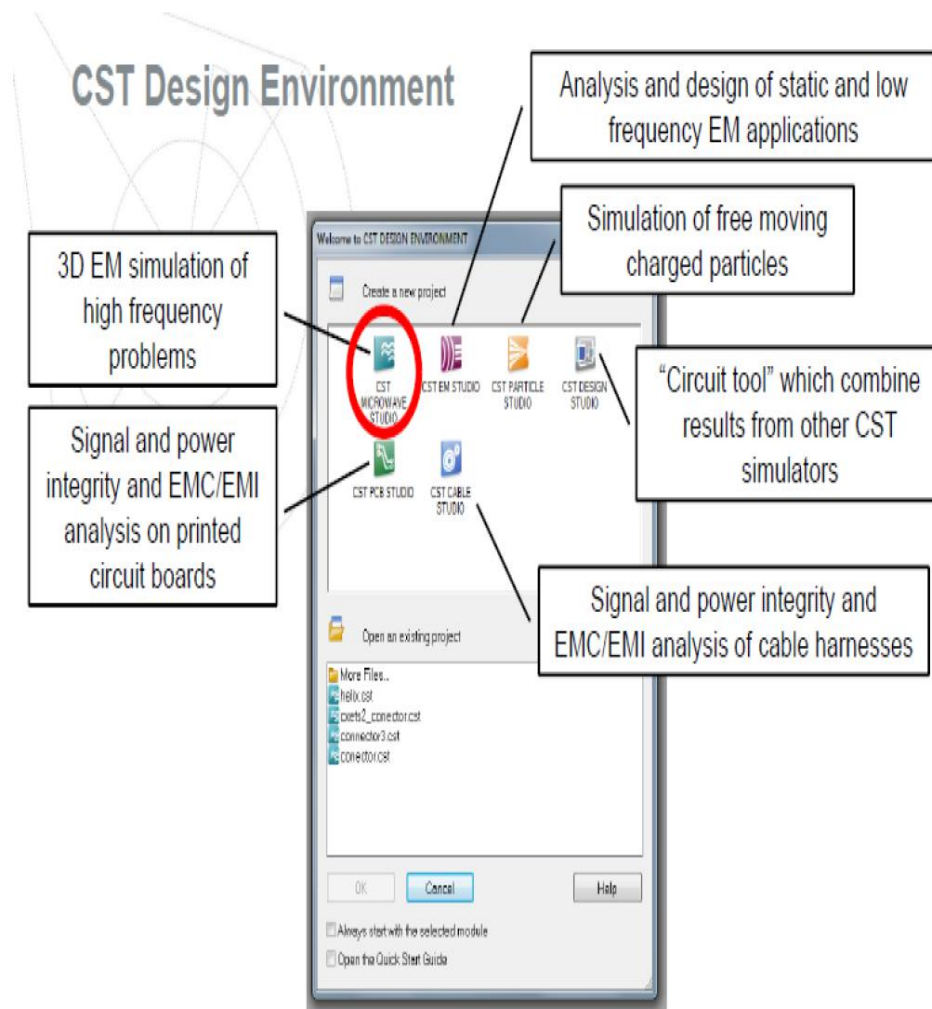 CST Design Environment
Analysis and design of static and low
frequency EM applications
Simulation of free moving
charged particles
3D EM simulation of
high frequency
problems
"Circuit tool" which combine
results from other CST
simulators
Signal and power
integrity and EMC/EMI
analysis on printed
circuit boards
Signal and power integrity and
EMC/EMI analysis of cable harnesses
Welcome to CST DESIGN ENVIRONMENT
Create a new project
CST
MICROWAVE
STUDIO
CST EM STUDIO
CST PARTICLE
STUDIO
CST DESIGN
STUDIO
CST PCB STUDIO
CST CABLE
STUDIO
Open an existing project
More Files...
helix.cst
connector3.cst
conector.cst
OK
Cancel
Help
Always start with the selected module
Open the Quick Start Guide